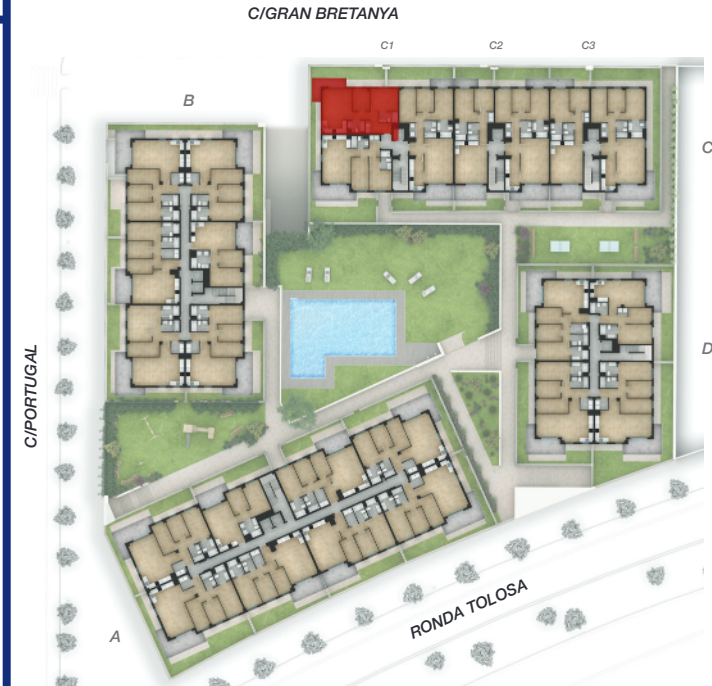 C/GRAN BRETANYA
C1
C2
C3
B
C
C/PORTUGAL
D
RONDA TOLOSA
A